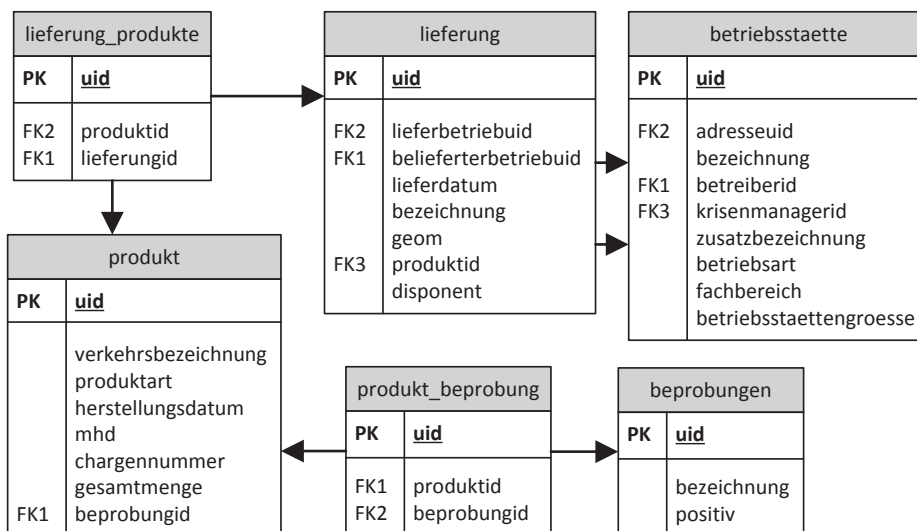 lieferung_produkte
PK uid
FK2 produktid
FK1 lieferungid
lieferung
PK uid
FK2 lieferbetriebuid
FK1 belieferterbetriebuid
lieferdatum
bezeichnung
geom
FK3 produktid
disponent
betriebsstaette
PK uid
FK2 adresseuid
bezeichnung
FK1 betreiberid
FK3 krisenmanagerid
zusatzbezeichnung
betriebsart
fachbereich
betriebsstaettengroesse
produkt
PK uid
verkehrsbezeichnung
produktart
herstellungsdatum
mhd
chargennummer
gesamtmenge
FK1 beprobungid
produkt_beprobung
PK uid
FK1 produktid
FK2 beprobungid
beprobungen
PK uid
bezeichnung
positiv